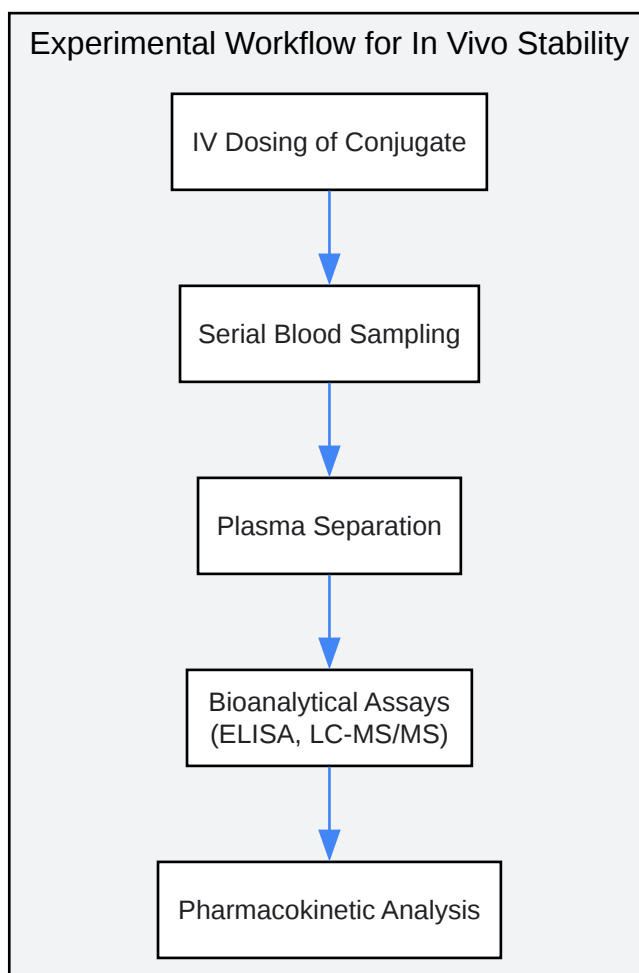 Experimental Workflow for In Vivo Stability
IV Dosing of Conjugate
Serial Blood Sampling
Plasma Separation
Bioanalytical Assays
(ELISA, LC-MS/MS)
Pharmacokinetic Analysis